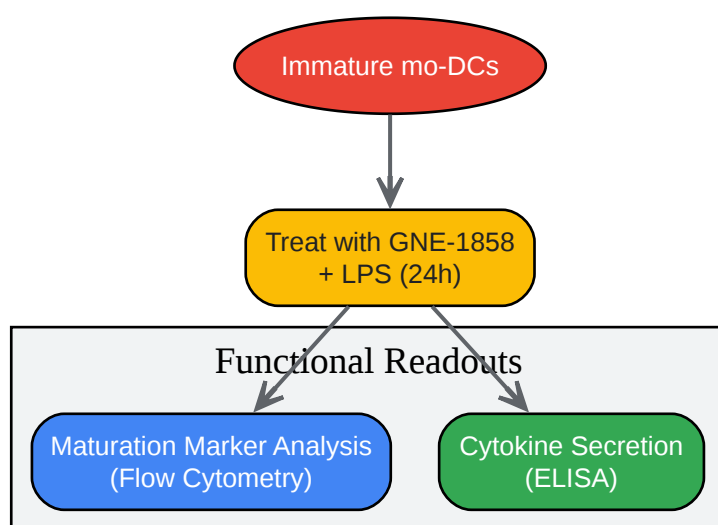 Immature mo-DCs
Treat with GNE-1858
+ LPS (24h)
Functional Readouts
Maturation Marker Analysis
(Flow Cytometry)
Cytokine Secretion
(ELISA)